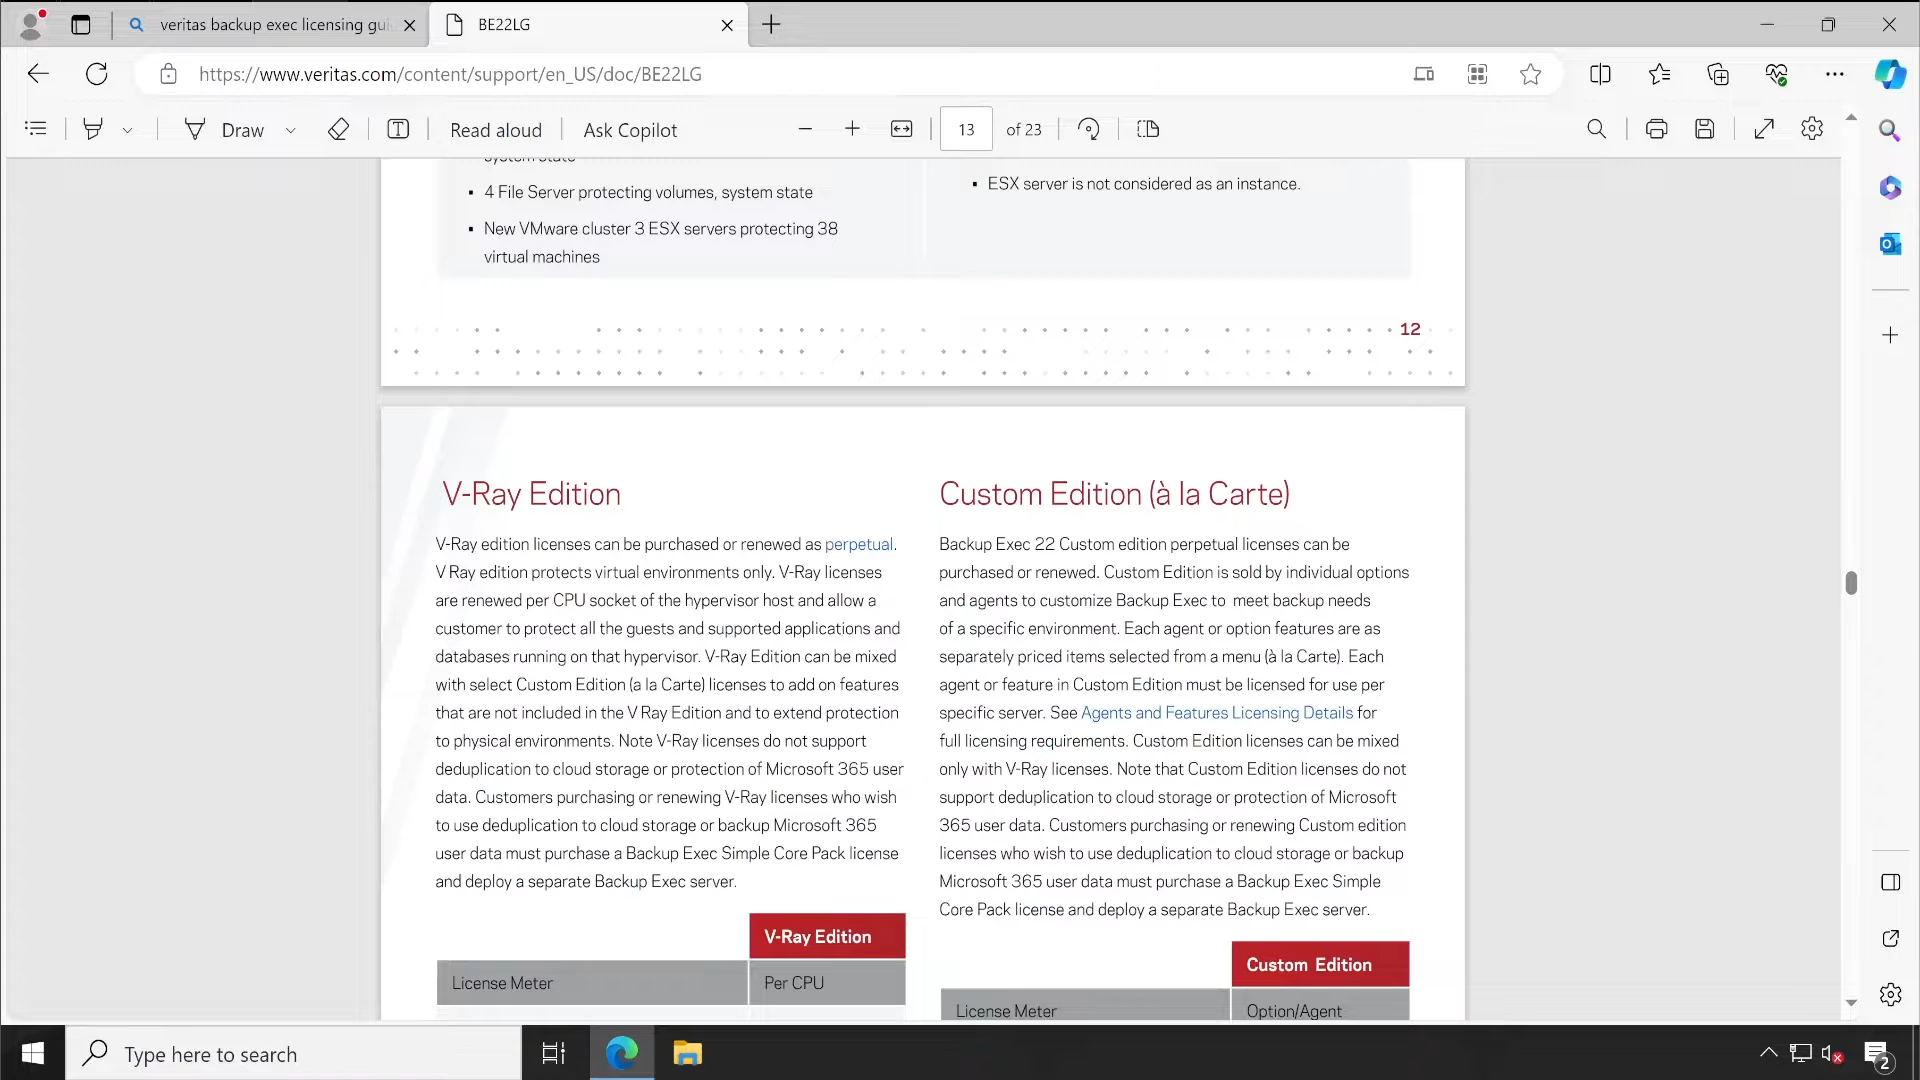 veritas backup exec licensing gui
BE22LG
https://www.veritas.com/content/support/en_US/doc/BE22LG
Draw
Read aloud
Ask Copilot
13
of 23
system state
▪ 4 File Server protecting volumes, system state
▪ New VMware cluster 3 ESX servers protecting 38
virtual machines
▪ ESX server is not considered as an instance.
12
V-Ray Edition
V-Ray edition licenses can be purchased or renewed as perpetual.
V Ray edition protects virtual environments only. V-Ray licenses
are renewed per CPU socket of the hypervisor host and allow a
customer to protect all the guests and supported applications and
databases running on that hypervisor. V-Ray Edition can be mixed
with select Custom Edition (a la Carte) licenses to add on features
that are not included in the V Ray Edition and to extend protection
to physical environments. Note V-Ray licenses do not support
deduplication to cloud storage or protection of Microsoft 365 user
data. Customers purchasing or renewing V-Ray licenses who wish
to use deduplication to cloud storage or backup Microsoft 365
user data must purchase a Backup Exec Simple Core Pack license
and deploy a separate Backup Exec server.
V-Ray Edition
License Meter
Per CPU
Custom Edition (à la Carte)
Backup Exec 22 Custom edition perpetual licenses can be
purchased or renewed. Custom Edition is sold by individual options
and agents to customize Backup Exec to meet backup needs
of a specific environment. Each agent or option features are as
separately priced items selected from a menu (à la Carte). Each
agent or feature in Custom Edition must be licensed for use per
specific server. See Agents and Features Licensing Details for
full licensing requirements. Custom Edition licenses can be mixed
only with V-Ray licenses. Note that Custom Edition licenses do not
support deduplication to cloud storage or protection of Microsoft
365 user data. Customers purchasing or renewing Custom edition
licenses who wish to use deduplication to cloud storage or backup
Microsoft 365 user data must purchase a Backup Exec Simple
Core Pack license and deploy a separate Backup Exec server.
Custom Edition
License Meter
Option/Agent
Type here to search
2